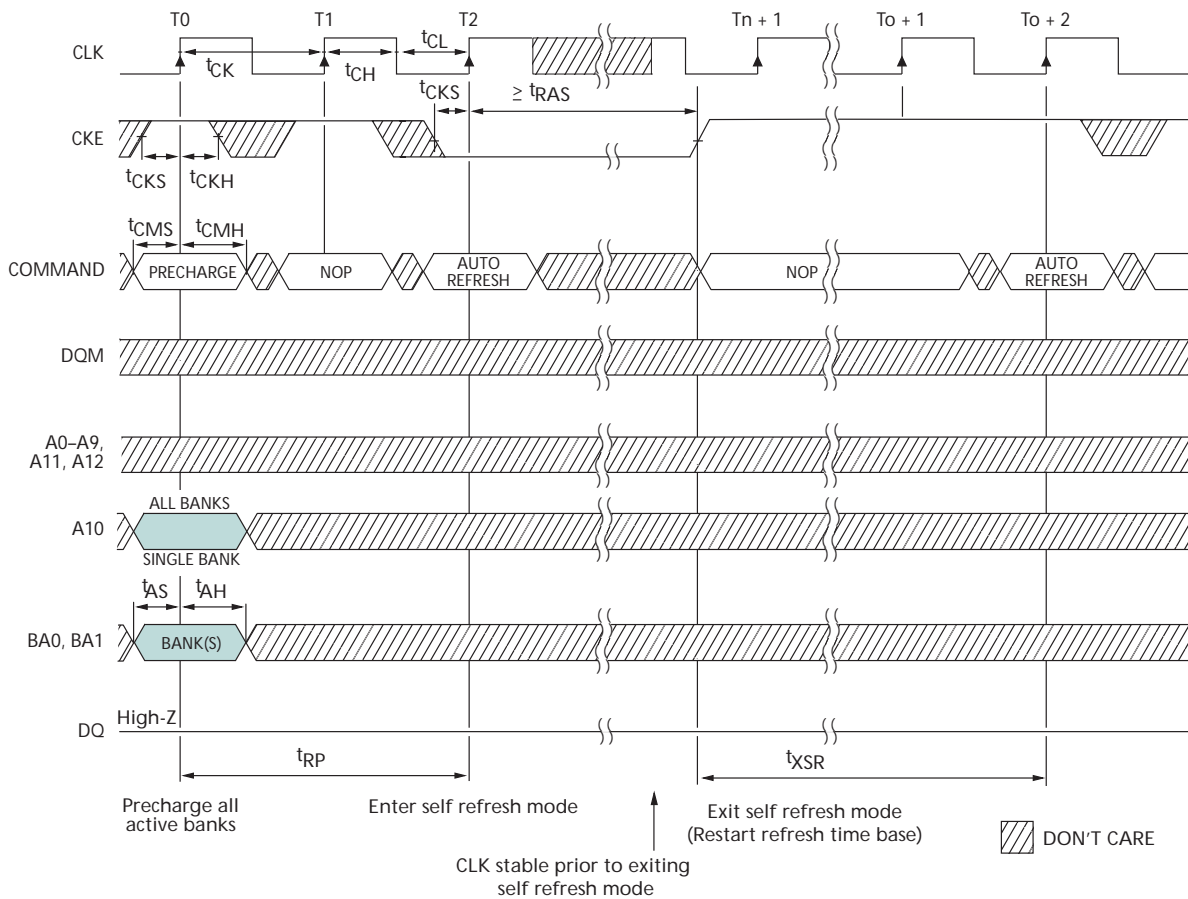 T0 T1 T2 Tn + 1 To + 1 To + 2
CLK
tCK tCH tCL
tCKS ≥ tRAS
CKE
tCKS tCKH
tCMS tCMH
COMMAND PRECHARGE NOP AUTO REFRESH NOP AUTO REFRESH
DQM
A0–A9,
A11, A12
ALL BANKS
A10
SINGLE BANK
tAS tAH
BA0, BA1 BANK(S)
High-Z
DQ
tRP tXSR
Precharge all
active banks
Enter self refresh mode
CLK stable prior to exiting
self refresh mode
Exit self refresh mode
(Restart refresh time base)
DON'T CARE